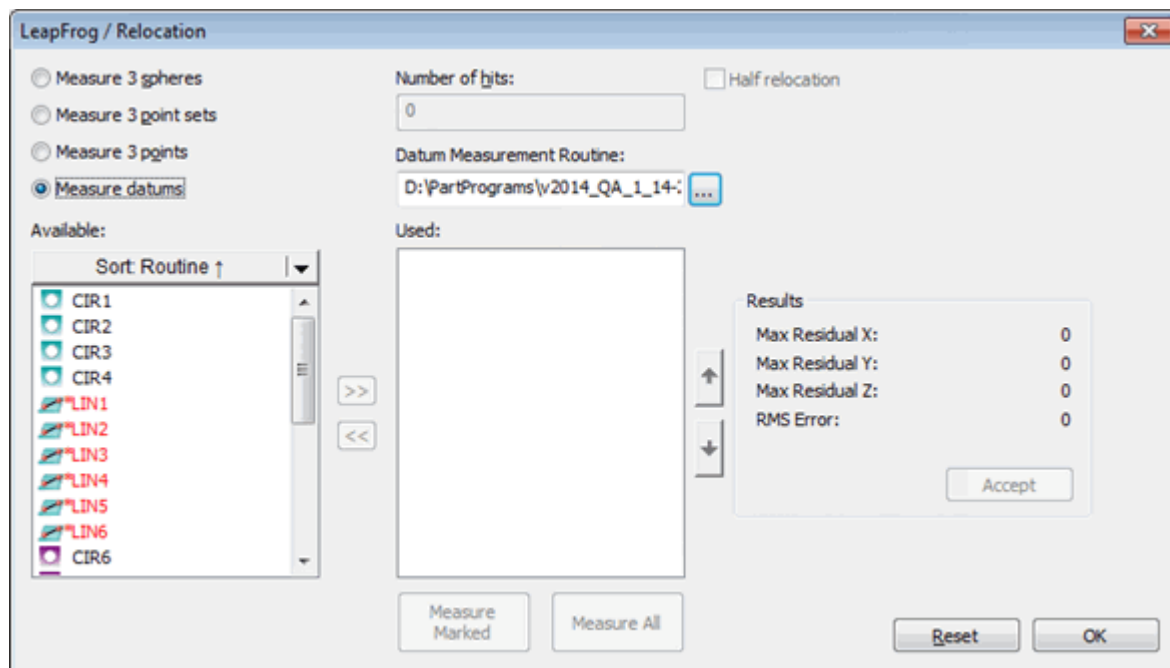 LeapFrog / Relocation
Measure 3 spheres
Measure 3 point sets
Measure 3 points
Measure datums
Number of hits:
0
Half relocation
Datum Measurement Routine:
D:\PartPrograms\v2014_QA_1_14-
...
Available:
Sort: Routine ↑
CIR1
CIR2
CIR3
CIR4
*LIN1
*LIN2
*LIN3
*LIN4
*LIN5
*LIN6
CIR6
>>
<<
Used:
Measure Marked
Measure All
Results
Max Residual X: 0
Max Residual Y: 0
Max Residual Z: 0
RMS Error: 0
Accept
Reset
OK